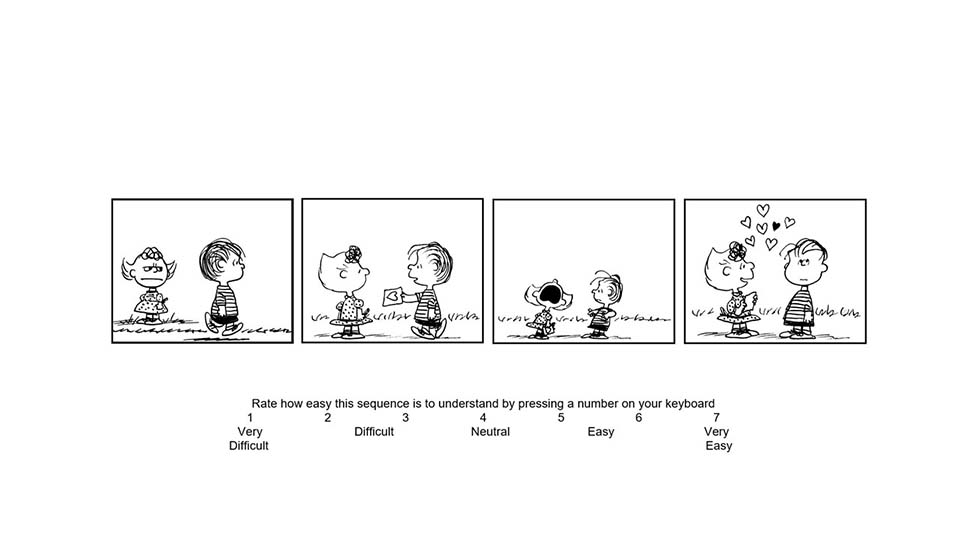 Rate how easy this sequence is to understand by pressing a number on your keyboard
1 2 3 4 5 6 7
Very Difficult Neutral Easy Very
Difficult Easy